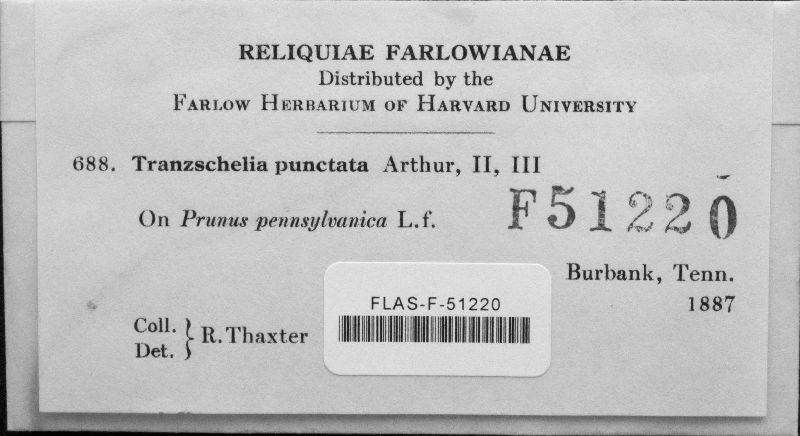 RELIQUIAE FARLOWIANAE
Distributed by the
FARLOW HERBARIUM OF HARVARD UNIVERSITY
688. Tranzschelia punctata Arthur, II, III
On Prunus pennsylvanica L.f.
F51220
Burbank, Tenn.
1887
FLAS-F-51220
Coll.
Det. } R. Thaxter